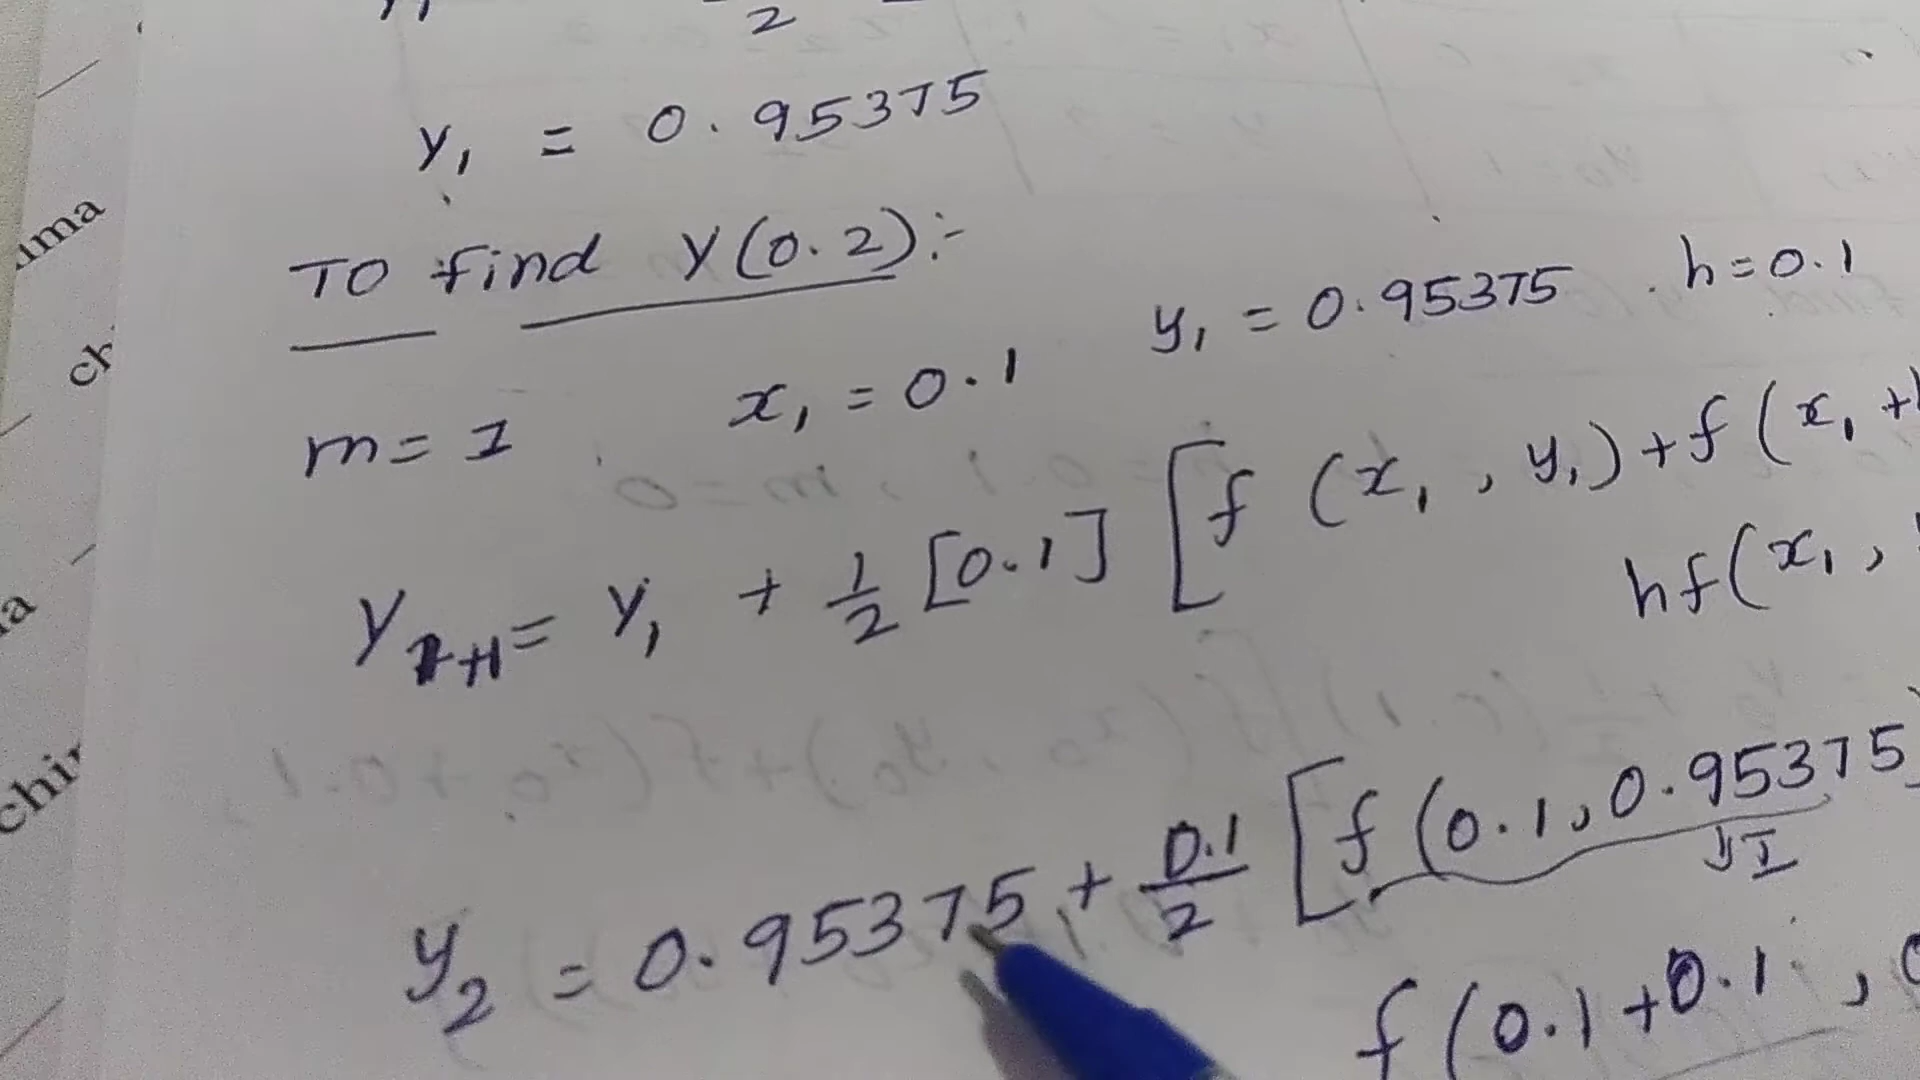 2
y₁ = 0.95375
To find y(0.2):-
m = 1 x₁ = 0.1 y₁ = 0.95375 . h = 0.1
y₁₊₁ = y₁ + 1/2 [0.1] [f (x₁, y₁) + f (x₁ +
hf(x₁,
y₂ = 0.95375 + 0.1/2 [f (0.1, 0.95375)
↓I
f (0.1 + 0.1,